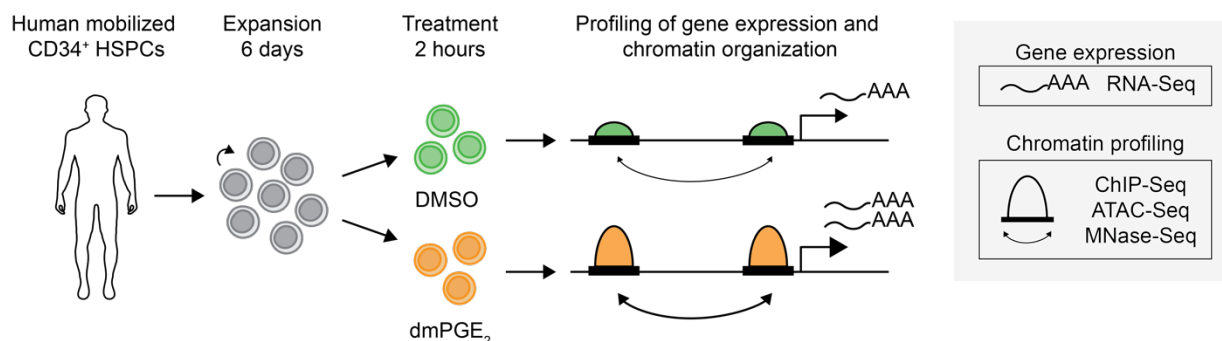 Human mobilized
CD34⁺ HSPCs
Expansion
6 days
Treatment
2 hours
Profiling of gene expression and
chromatin organization
DMSO
dmPGE₂
AAA
AAA
AAA
Gene expression
AAA RNA-Seq
Chromatin profiling
ChIP-Seq
ATAC-Seq
MNase-Seq